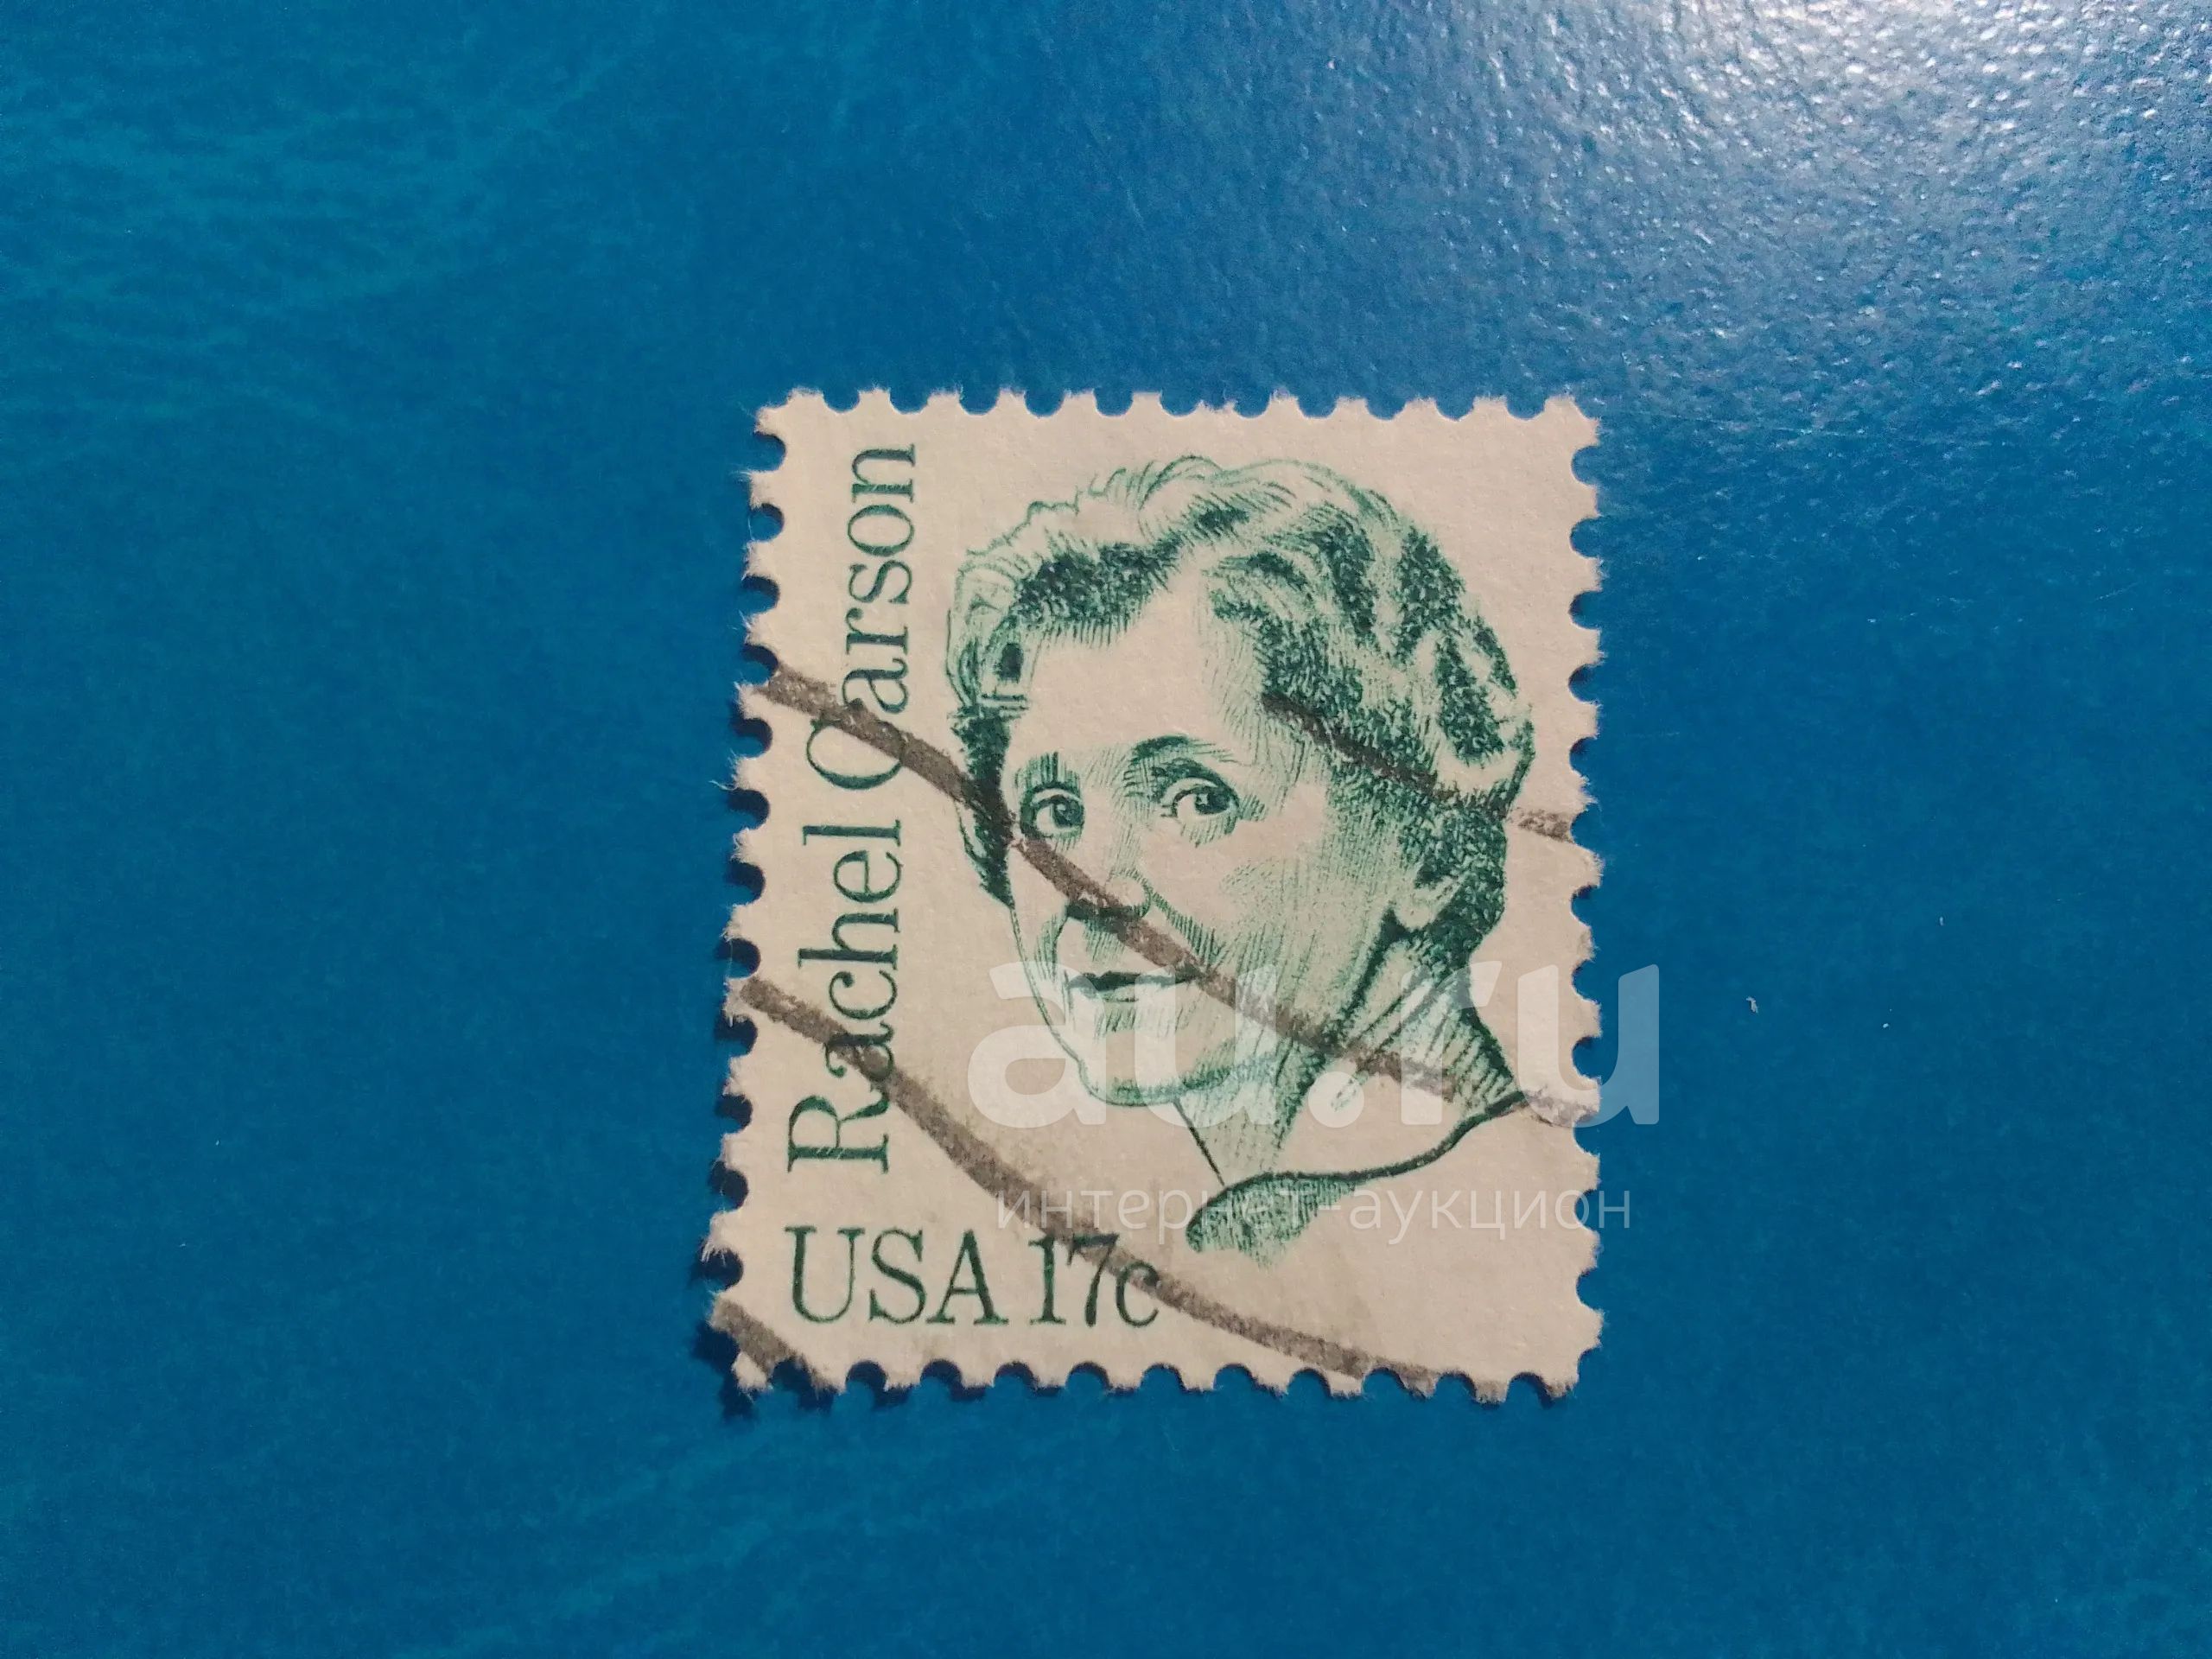 Rachel Carson
USA 17c
au.ru
интернет-аукцион